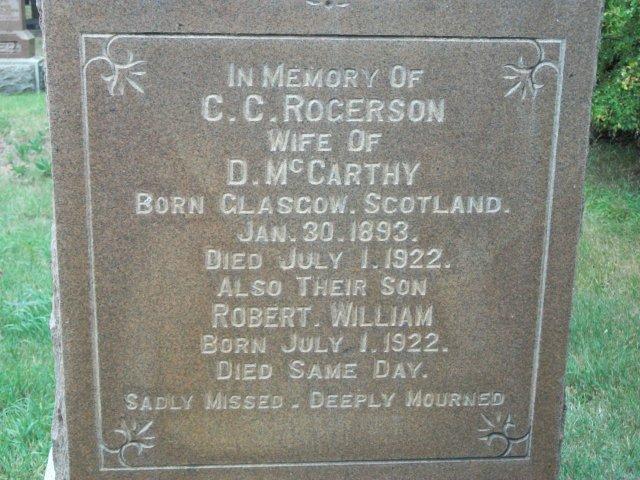 In Memory Of
C. C. Rogerson
Wife Of
D. McCarthy
Born Glasgow. Scotland.
Jan. 30. 1893.
Died July 1. 1922.
Also Their Son
Robert. William
Born July 1. 1922.
Died Same Day.
Sadly Missed - Deeply Mourned